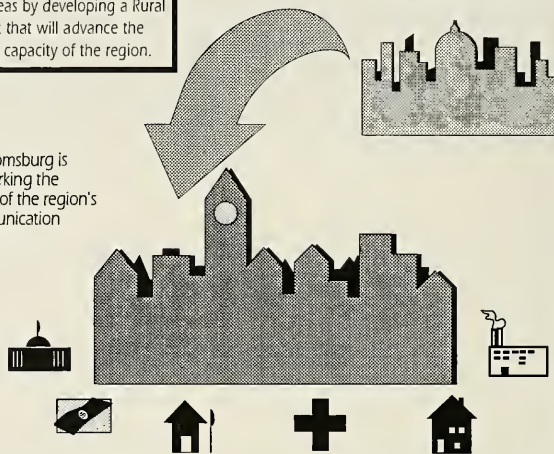 eas by developing a Rural
that will advance the
capacity of the region.
omsburg is
rking the
of the region's
unication